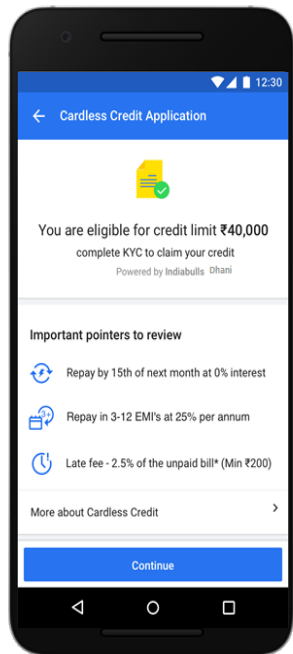 12:30
Cardless Credit Application
You are eligible for credit limit ₹40,000
complete KYC to claim your credit
Powered by Indiabulls Dhani
Important pointers to review
Repay by 15th of next month at 0% interest
3+
Repay in 3-12 EMI's at 25% per annum
Late fee - 2.5% of the unpaid bill* (Min ₹200)
More about Cardless Credit
Continue